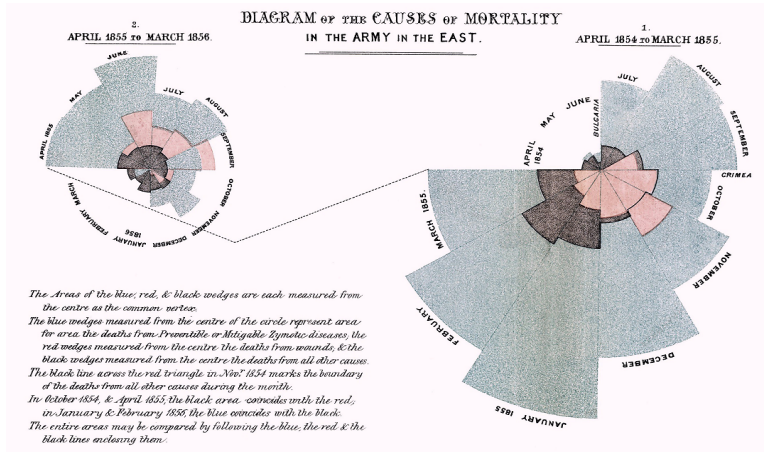 DIAGRAM OF THE CAUSES OF MORTALITY
IN THE ARMY IN THE EAST.
2.
APRIL 1855 TO MARCH 1856.
1.
APRIL 1854 TO MARCH 1855.
APRIL 1855
MAY
JUNE
JULY
AUGUST
SEPTEMBER
OCTOBER
NOVEMBER
DECEMBER
JANUARY
1856
FEBRUARY
MARCH
APRIL
1854
MAY
JUNE
BULGARIA
JULY
AUGUST
SEPTEMBER
CRIMEA
OCTOBER
NOVEMBER
DECEMBER
JANUARY 1855
FEBRUARY
MARCH 1855.
The Areas of the blue, red, & black wedges are each measured from
the centre as the common vertex.
The blue wedges measured from the centre of the circle represent area
for area the deaths from Preventible or Mitigable Zymotic diseases, the
red wedges measured from the centre the deaths from wounds, & the
black wedges measured from the centre the deaths from all other causes.
The black line across the red triangle in Novr. 1854 marks the boundary
of the deaths from all other causes during the month.
In October 1854, & April 1855, the black area coincides with the red,
in January & February 1856, the blue coincides with the black.
The entire areas may be compared by following the blue, the red & the
black lines enclosing them.